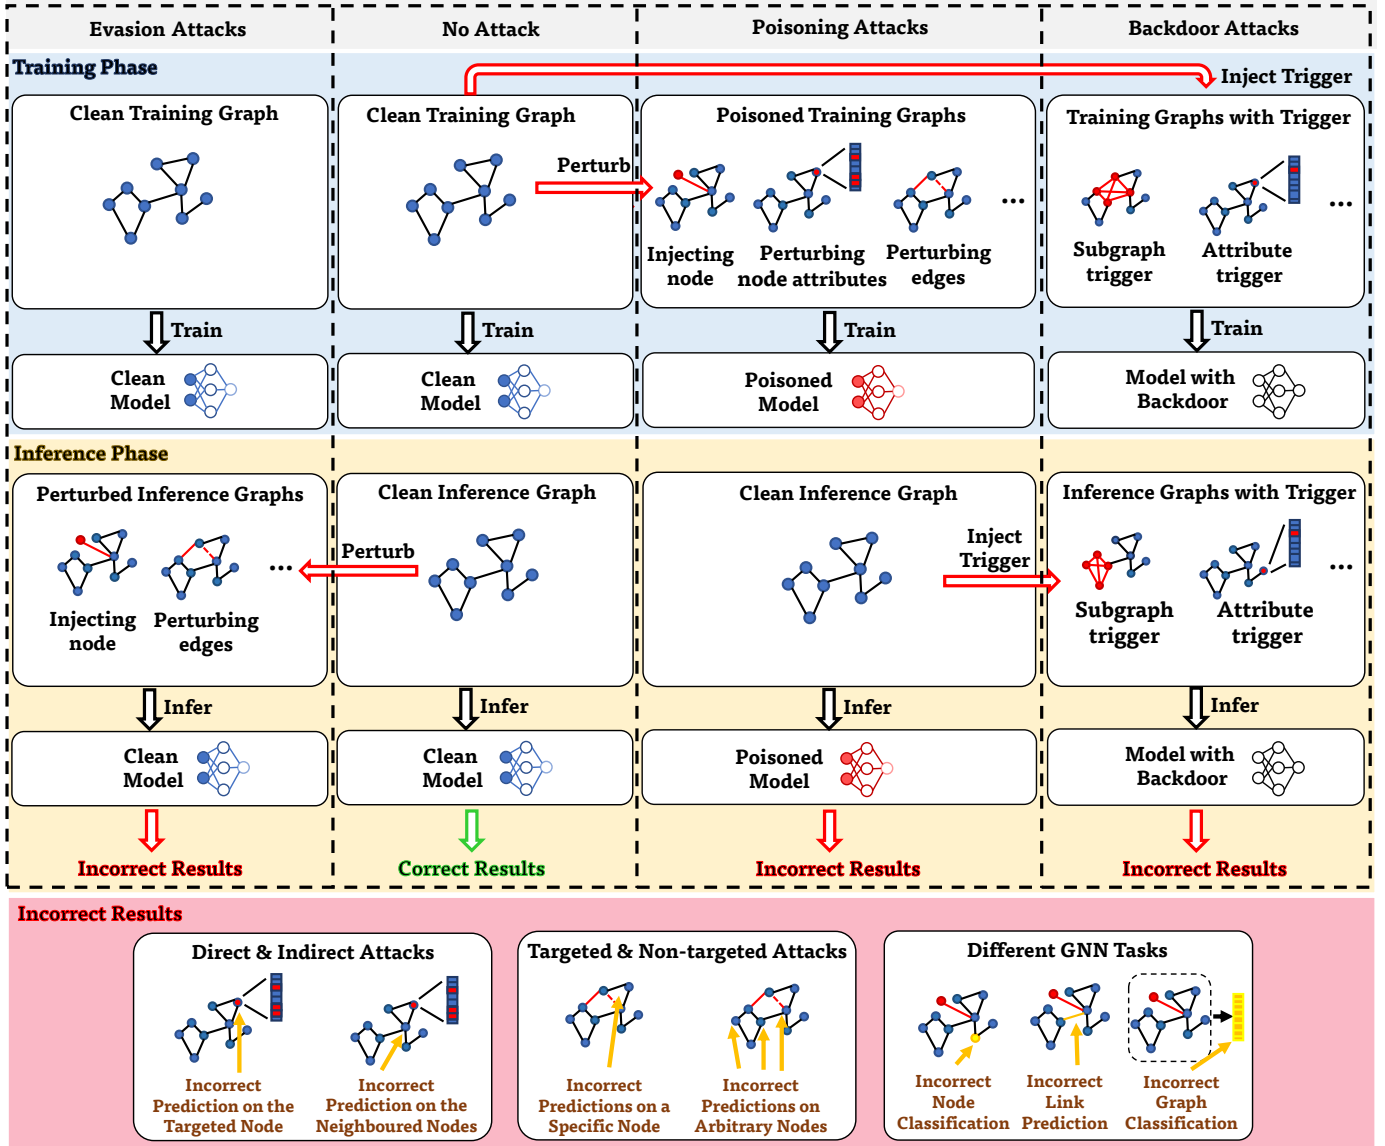 Evasion Attacks
No Attack
Poisoning Attacks
Backdoor Attacks
Training Phase
Inject Trigger
Clean Training Graph
Clean Training Graph
Perturb
Poisoned Training Graphs
...
Injecting
node
Perturbing
node attributes
Perturbing
edges
Training Graphs with Trigger
...
Subgraph
trigger
Attribute
trigger
Train
Train
Train
Train
Clean
Model
Clean
Model
Poisoned
Model
Model with
Backdoor
Inference Phase
Perturbed Inference Graphs
...
Injecting
node
Perturbing
edges
Perturb
Clean Inference Graph
Clean Inference Graph
Inject
Trigger
Inference Graphs with Trigger
...
Subgraph
trigger
Attribute
trigger
Infer
Infer
Infer
Infer
Clean
Model
Clean
Model
Poisoned
Model
Model with
Backdoor
Incorrect Results
Correct Results
Incorrect Results
Incorrect Results
Incorrect Results
Direct & Indirect Attacks
Incorrect
Prediction on the
Targeted Node
Incorrect
Prediction on the
Neighboured Nodes
Targeted & Non-targeted Attacks
Incorrect
Predictions on a
Specific Node
Incorrect
Predictions on
Arbitrary Nodes
Different GNN Tasks
Incorrect
Node
Classification
Incorrect
Link
Prediction
Incorrect
Graph
Classification